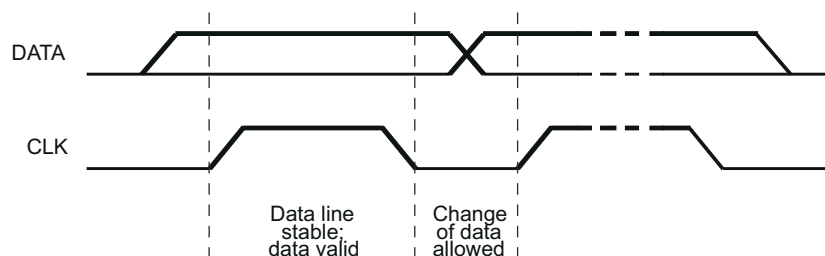 DATA
CLK
Data line
stable;
data valid
Change
of data
allowed